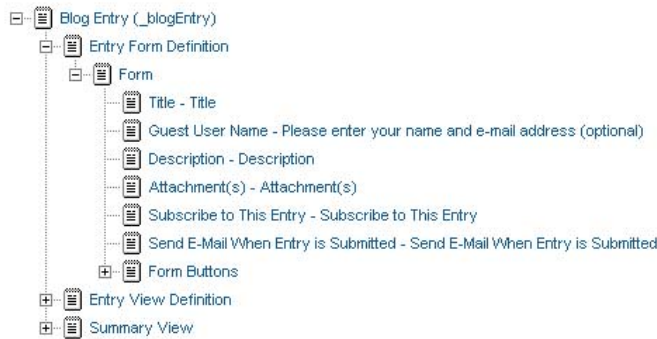 Blog Entry (_blogEntry)
Entry Form Definition
Form
Title - Title
Guest User Name - Please enter your name and e-mail address (optional)
Description - Description
Attachment(s) - Attachment(s)
Subscribe to This Entry - Subscribe to This Entry
Send E-Mail When Entry is Submitted - Send E-Mail When Entry is Submitted
Form Buttons
Entry View Definition
Summary View